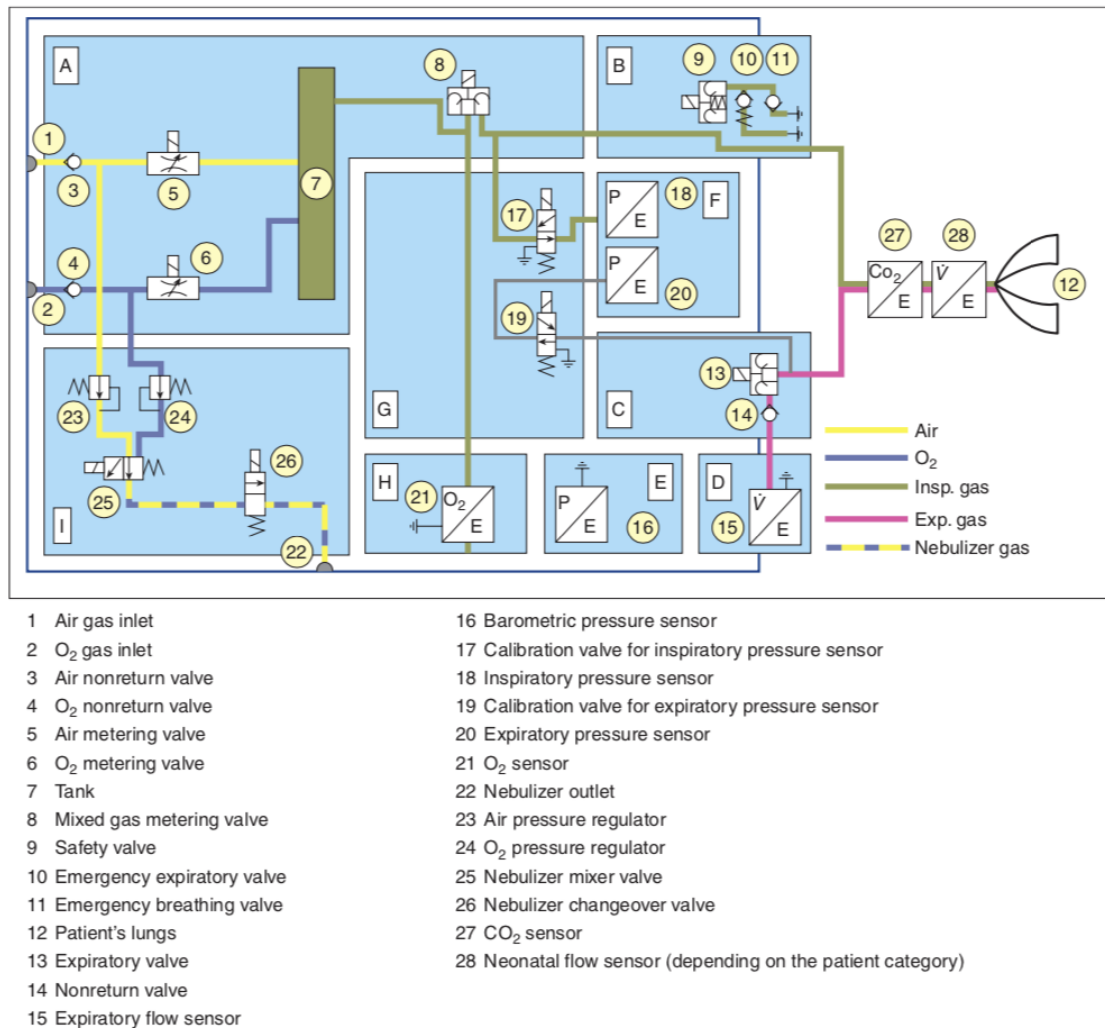 A
8
B
9
10
11
1
3
5
7
4
6
2
17
P
E
18
F
27
28
CO2
E
V̇
E
12
P
E
20
19
13
23
24
G
C
14
26
25
H
21
O2
E
P
E
E
16
D
15
V̇
E
I
22
Air
O2
Insp. gas
Exp. gas
Nebulizer gas
1 Air gas inlet
2 O2 gas inlet
3 Air nonreturn valve
4 O2 nonreturn valve
5 Air metering valve
6 O2 metering valve
7 Tank
8 Mixed gas metering valve
9 Safety valve
10 Emergency expiratory valve
11 Emergency breathing valve
12 Patient's lungs
13 Expiratory valve
14 Nonreturn valve
15 Expiratory flow sensor
16 Barometric pressure sensor
17 Calibration valve for inspiratory pressure sensor
18 Inspiratory pressure sensor
19 Calibration valve for expiratory pressure sensor
20 Expiratory pressure sensor
21 O2 sensor
22 Nebulizer outlet
23 Air pressure regulator
24 O2 pressure regulator
25 Nebulizer mixer valve
26 Nebulizer changeover valve
27 CO2 sensor
28 Neonatal flow sensor (depending on the patient category)